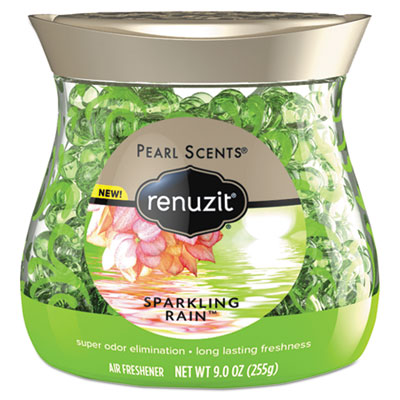 PEARL SCENTS®
NEW!
renuzit®
SPARKLING
RAIN™
super odor elimination • long lasting freshness
AIR FRESHENER NET WT 9.0 OZ (255g)